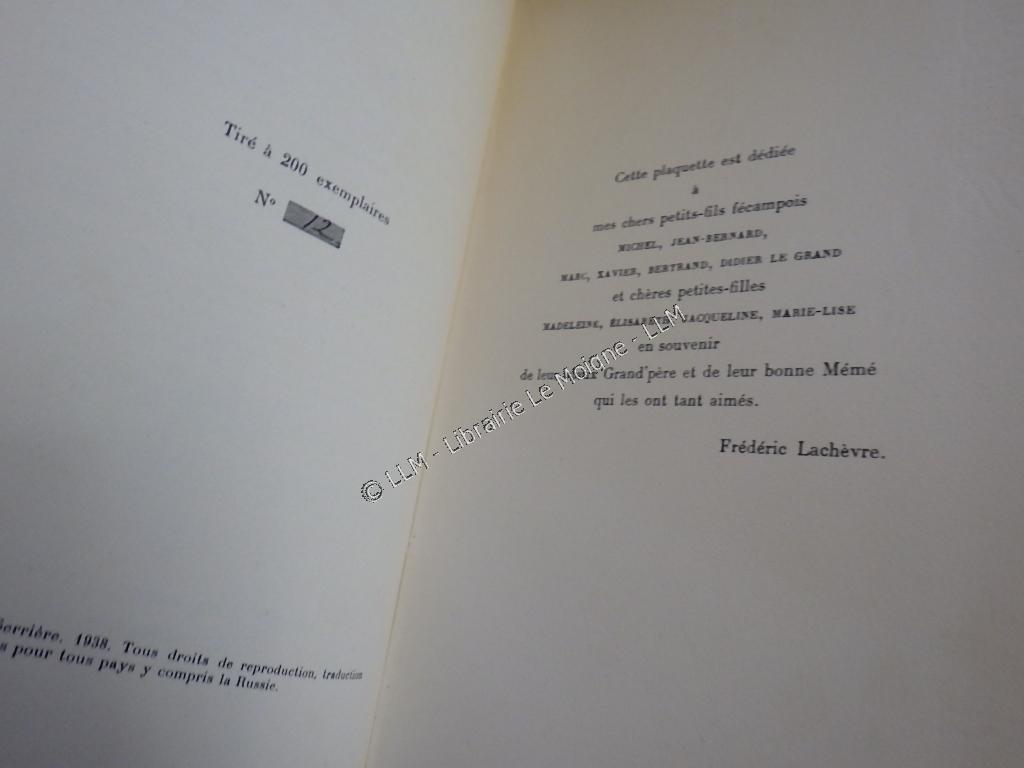 Tiré à 200 exemplaires
N° 12
Serrière, 1938. Tous droits de reproduction, traduction
s pour tous pays y compris la Russie.
Cette plaquette est dédiée
à
mes chers petits-fils fécampois
MICHEL, JEAN-BERNARD,
MARC, XAVIER, BERTRAND, DIDIER LE GRAND
et chères petites-filles
MADELEINE, ÉLISABETH, JACQUELINE, MARIE-LISE
en souvenir
de leur Grand'père et de leur bonne Mémé
qui les ont tant aimés.
Frédéric Lachèvre.
© LLM - Librairie Le Moigne - LLM